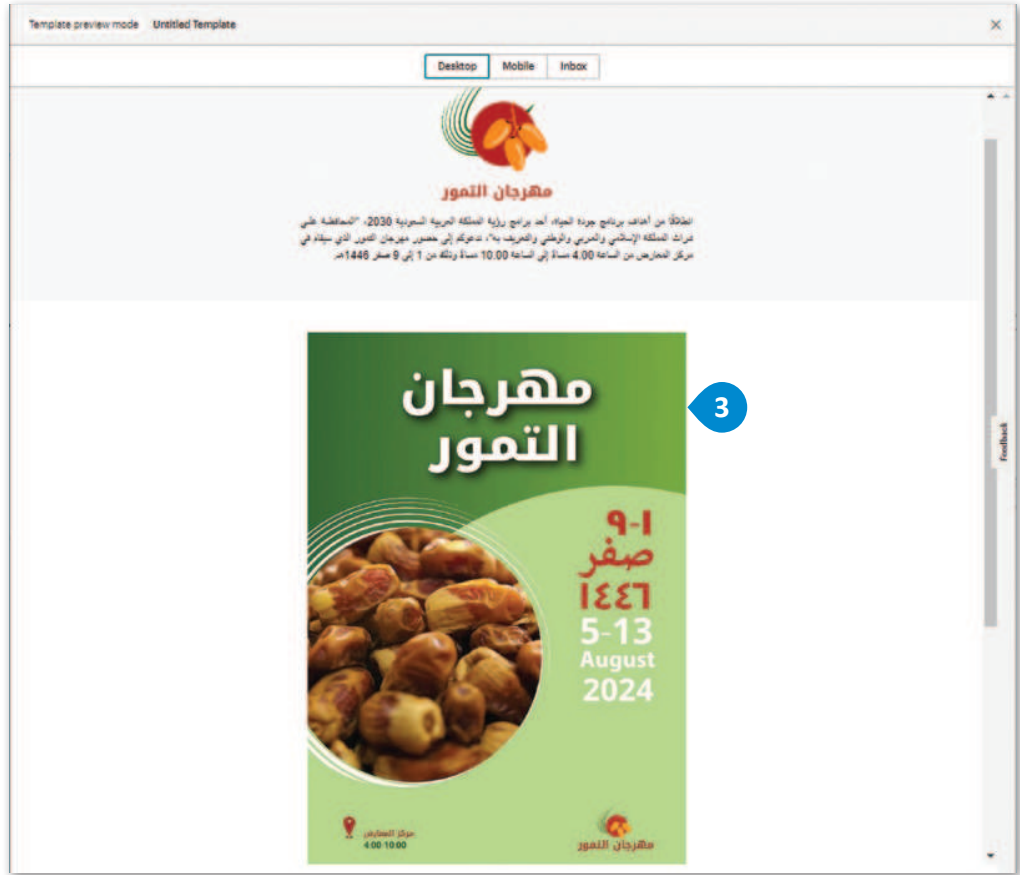 Template preview mode Untitled Template
Desktop Mobile Inbox
مهرجان التمور
انطلاقًا من أهداف برنامج جودة الحياة، أحد برامج رؤية المملكة العربية السعودية 2030، "المحافظة على
تراث المملكة الإسلامي والعربي والوطني والتعريف به"، ندعوكم إلى حضور مهرجان التمور الذي سيقام في
مركز المعارض من الساعة 4.00 مساءً إلى الساعة 10.00 مساءً وذلك من 1 إلى 9 صفر 1446هـ
مهرجان
التمور
3
Feedback
١-٩
صفر
١٤٤٦
5-13
August
2024
مركز المعارض
4:00-10:00
مهرجان التمور